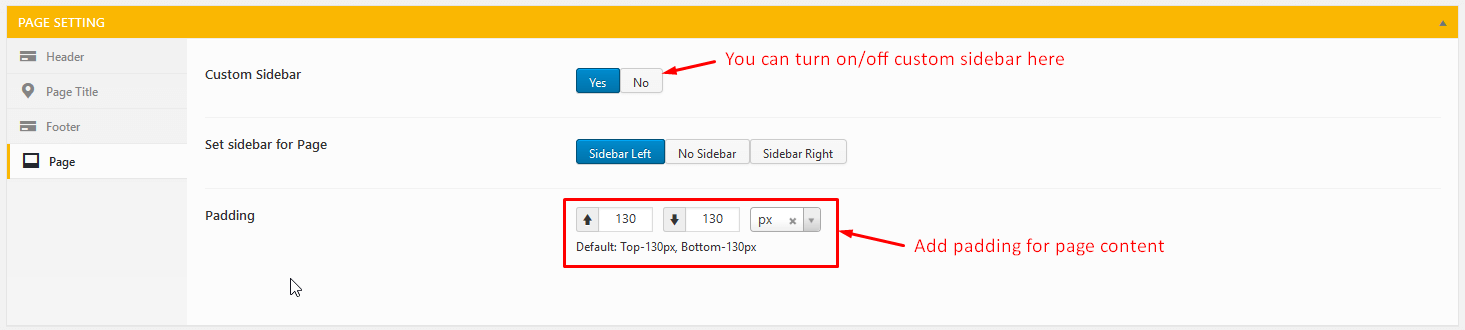 PAGE SETTING
Header
Page Title
Footer
Page
Custom Sidebar
Yes No
You can turn on/off custom sidebar here
Set sidebar for Page
Sidebar Left No Sidebar Sidebar Right
Padding
130 130 px
Default: Top-130px, Bottom-130px
Add padding for page content